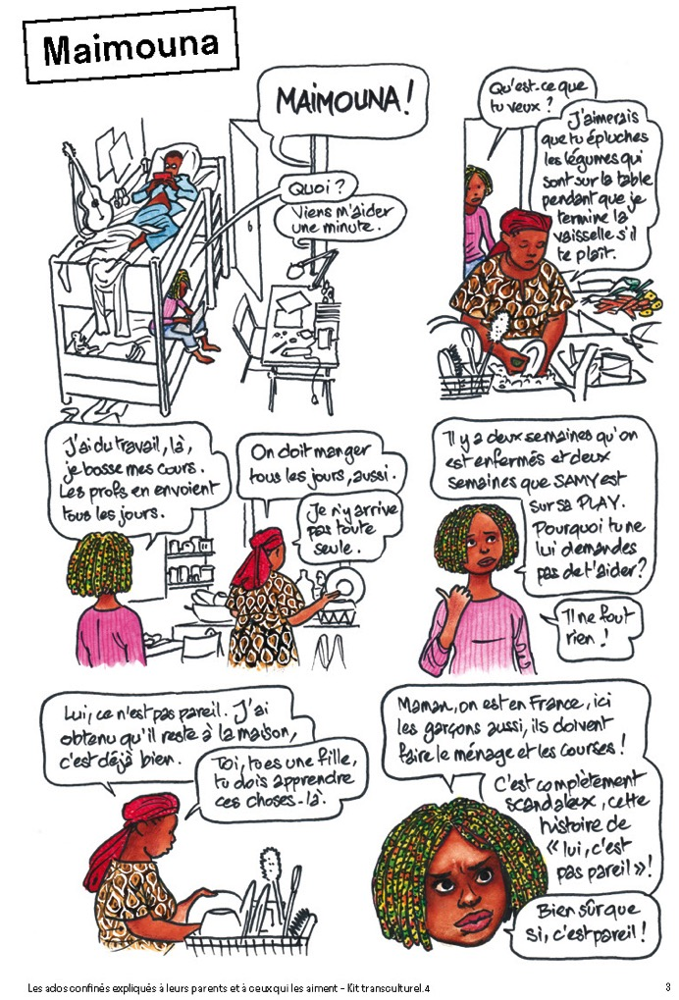 Maimouna
MAIMOUNA!
Quoi ?
Viens m'aider
une minute.
Qu'est-ce que
tu veux ?
J'aimerais
que tu épluches
les légumes qui
sont sur la table
pendant que je
termine la
vaisselle s'il
te plaît.
J'ai du travail, là,
je bosse mes cours.
Les profs en envoient
tous les jours.
On doit manger
tous les jours, aussi.
Je n'y arrive
pas toute
seule.
Il y a deux semaines qu'on
est enfermés et deux
semaines que SAMY est
sur sa PLAY.
Pourquoi tu ne
lui demandes
pas de t'aider?
Il ne fout
rien !
Lui, ce n'est pas pareil. J'ai
obtenu qu'il reste à la maison,
c'est déjà bien.
Toi, tu es une fille,
tu dois apprendre
ces choses-là.
Maman, on est en France, ici
les garçons aussi, ils doivent
faire le ménage et les courses !
C'est complètement
scandaleux, cette
histoire de
« lui, c'est
pas pareil »!
Bien sûr que
si, c'est pareil !
Les ados confinés expliqués à leurs parents et à ceux qui les aiment – Kit transculturel.4
3